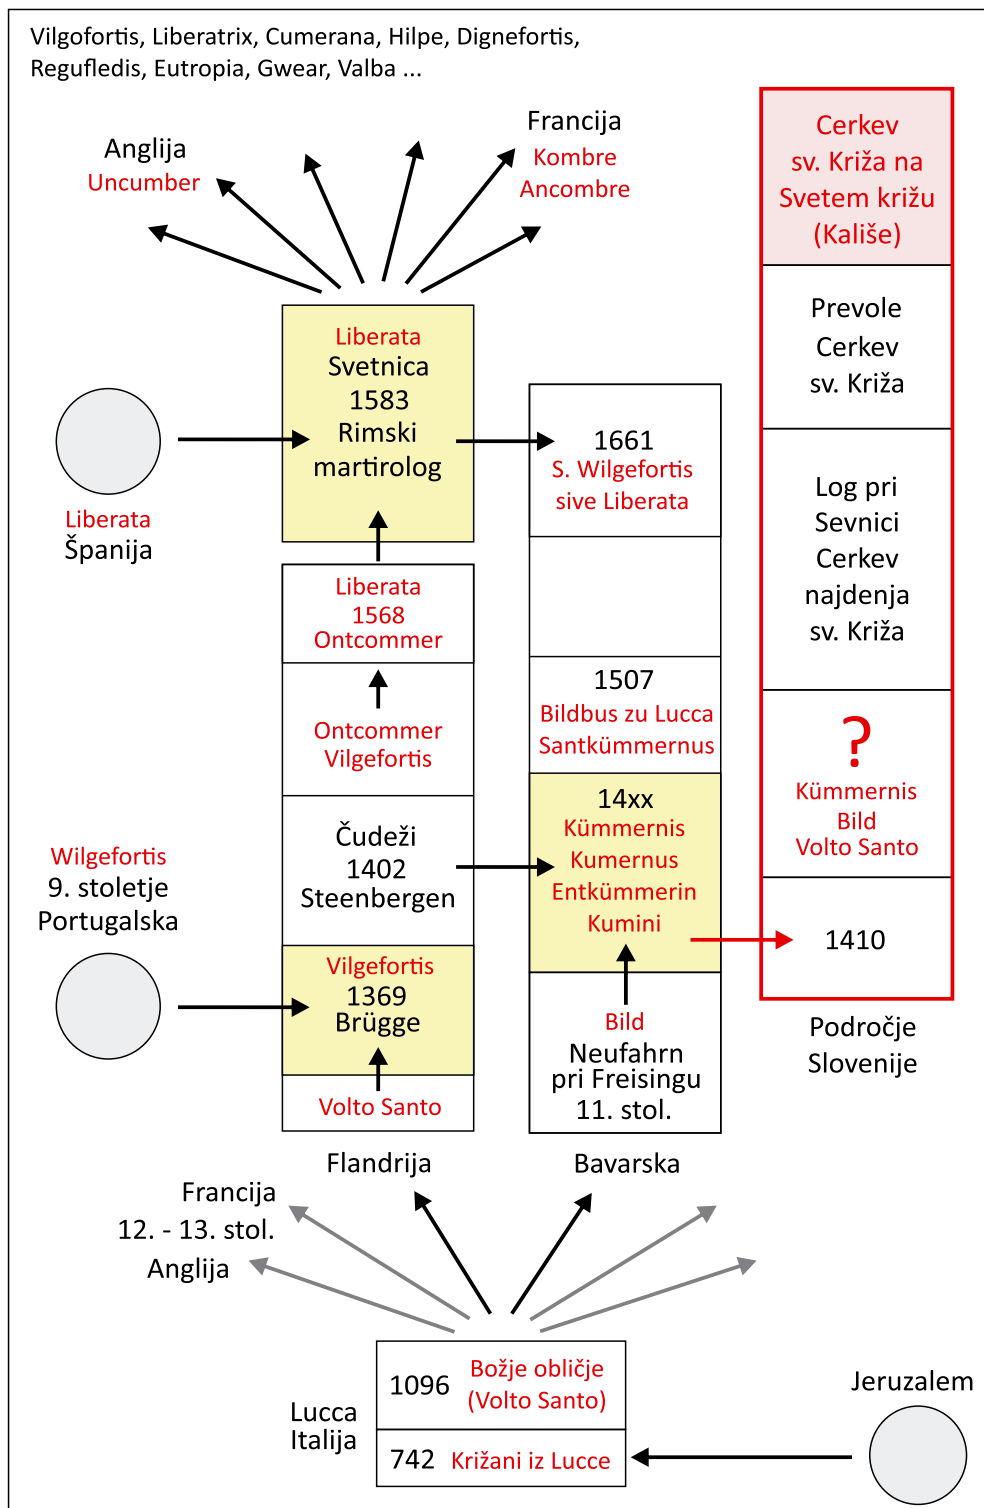 Vilgofortis, Liberatrix, Cumerana, Hilpe, Dignefortis,
Regufledis, Eutropia, Gwear, Valba ...
Anglija
Uncumber
Francija
Kombre
Ancombre
Cerkev
sv. Križa na
Svetem križu
(Kališe)
Prevole
Cerkev
sv. Križa
Log pri
Sevnici
Cerkev
najdenja
sv. Križa
?
Kümmernis
Bild
Volto Santo
1410
Področje
Slovenije
Liberata
Svetnica
1583
Rimski
martirolog
Liberata
Španija
1661
S. Wilgefortis
sive Liberata
Liberata
1568
Ontcommer
Ontcommer
Vilgefortis
1507
Bildbus zu Lucca
Santkümmernus
Čudeži
1402
Steenbergen
14xx
Kümmernis
Kumernus
Entkümmerin
Kumini
Wilgefortis
9. stoletje
Portugalska
Vilgefortis
1369
Brügge
Volto Santo
Bild
Neufahrn
pri Freisingu
11. stol.
Flandrija
Bavarska
Francija
12. - 13. stol.
Anglija
Lucca
Italija
1096
Božje obličje
(Volto Santo)
742
Križani iz Lucce
Jeruzalem